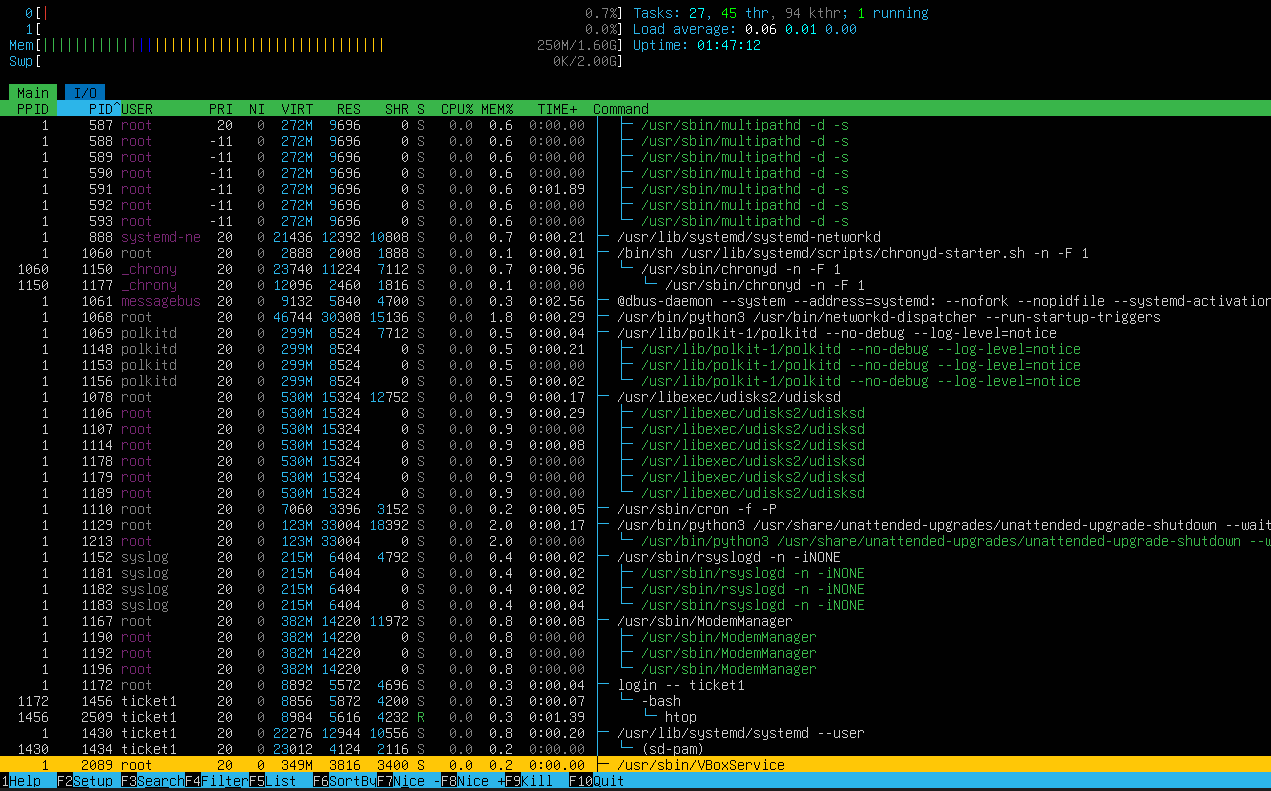 0[| 0.7%] Tasks: 27, 45 thr, 94 kthr; 1 running
1[ 0.0%] Load average: 0.06 0.01 0.00
Mem[||||||||||||||||||||||||||||||||||||||||||| 250M/1.60G] Uptime: 01:47:12
Swp[ 0K/2.00G]
Main I/O
PPID PID^USER PRI NI VIRT RES SHR S CPU% MEM% TIME+ Command
1 587 root 20 0 272M 9696 0 S 0.0 0.6 0:00.00 │ ├─ /usr/sbin/multipathd -d -s
1 588 root -11 0 272M 9696 0 S 0.0 0.6 0:00.00 │ ├─ /usr/sbin/multipathd -d -s
1 589 root -11 0 272M 9696 0 S 0.0 0.6 0:00.00 │ ├─ /usr/sbin/multipathd -d -s
1 590 root -11 0 272M 9696 0 S 0.0 0.6 0:00.00 │ ├─ /usr/sbin/multipathd -d -s
1 591 root -11 0 272M 9696 0 S 0.0 0.6 0:01.89 │ ├─ /usr/sbin/multipathd -d -s
1 592 root -11 0 272M 9696 0 S 0.0 0.6 0:00.00 │ ├─ /usr/sbin/multipathd -d -s
1 593 root -11 0 272M 9696 0 S 0.0 0.6 0:00.00 │ └─ /usr/sbin/multipathd -d -s
1 888 systemd-ne 20 0 21436 12392 10808 S 0.0 0.7 0:00.21 ├─ /usr/lib/systemd/systemd-networkd
1 1060 root 20 0 2888 2008 1888 S 0.0 0.1 0:00.01 ├─ /bin/sh /usr/lib/systemd/scripts/chronyd-starter.sh -n -F 1
1060 1150 _chrony 20 0 23740 11224 7112 S 0.0 0.7 0:00.96 │ └─ /usr/sbin/chronyd -n -F 1
1150 1177 _chrony 20 0 12096 2460 1816 S 0.0 0.1 0:00.00 │ └─ /usr/sbin/chronyd -n -F 1
1 1061 messagebus 20 0 9132 5840 4700 S 0.0 0.3 0:02.56 ├─ @dbus-daemon --system --address=systemd: --nofork --nopidfile --systemd-activation
1 1068 root 20 0 46744 30308 15136 S 0.0 1.8 0:00.29 ├─ /usr/bin/python3 /usr/bin/networkd-dispatcher --run-startup-triggers
1 1069 polkitd 20 0 299M 8524 7712 S 0.0 0.5 0:00.04 ├─ /usr/lib/polkit-1/polkitd --no-debug --log-level=notice
1 1148 polkitd 20 0 299M 8524 0 S 0.0 0.5 0:00.21 │ ├─ /usr/lib/polkit-1/polkitd --no-debug --log-level=notice
1 1153 polkitd 20 0 299M 8524 0 S 0.0 0.5 0:00.00 │ ├─ /usr/lib/polkit-1/polkitd --no-debug --log-level=notice
1 1156 polkitd 20 0 299M 8524 0 S 0.0 0.5 0:00.02 │ └─ /usr/lib/polkit-1/polkitd --no-debug --log-level=notice
1 1078 root 20 0 530M 15324 12752 S 0.0 0.9 0:00.17 ├─ /usr/libexec/udisks2/udisksd
1 1106 root 20 0 530M 15324 0 S 0.0 0.9 0:00.29 │ ├─ /usr/libexec/udisks2/udisksd
1 1107 root 20 0 530M 15324 0 S 0.0 0.9 0:00.00 │ ├─ /usr/libexec/udisks2/udisksd
1 1114 root 20 0 530M 15324 0 S 0.0 0.9 0:00.08 │ ├─ /usr/libexec/udisks2/udisksd
1 1178 root 20 0 530M 15324 0 S 0.0 0.9 0:00.00 │ ├─ /usr/libexec/udisks2/udisksd
1 1179 root 20 0 530M 15324 0 S 0.0 0.9 0:00.00 │ ├─ /usr/libexec/udisks2/udisksd
1 1189 root 20 0 530M 15324 0 S 0.0 0.9 0:00.00 │ └─ /usr/libexec/udisks2/udisksd
1 1110 root 20 0 7060 3396 3152 S 0.0 0.2 0:00.05 ├─ /usr/sbin/cron -f -P
1 1129 root 20 0 123M 33004 18392 S 0.0 2.0 0:00.17 ├─ /usr/bin/python3 /usr/share/unattended-upgrades/unattended-upgrade-shutdown --wait
1 1213 root 20 0 123M 33004 0 S 0.0 2.0 0:00.00 │ └─ /usr/bin/python3 /usr/share/unattended-upgrades/unattended-upgrade-shutdown --w
1 1152 syslog 20 0 215M 6404 4792 S 0.0 0.4 0:00.02 ├─ /usr/sbin/rsyslogd -n -iNONE
1 1181 syslog 20 0 215M 6404 0 S 0.0 0.4 0:00.02 │ ├─ /usr/sbin/rsyslogd -n -iNONE
1 1182 syslog 20 0 215M 6404 0 S 0.0 0.4 0:00.02 │ ├─ /usr/sbin/rsyslogd -n -iNONE
1 1183 syslog 20 0 215M 6404 0 S 0.0 0.4 0:00.04 │ └─ /usr/sbin/rsyslogd -n -iNONE
1 1167 root 20 0 382M 14220 11972 S 0.0 0.8 0:00.08 ├─ /usr/sbin/ModemManager
1 1190 root 20 0 382M 14220 0 S 0.0 0.8 0:00.00 │ ├─ /usr/sbin/ModemManager
1 1192 root 20 0 382M 14220 0 S 0.0 0.8 0:00.00 │ ├─ /usr/sbin/ModemManager
1 1196 root 20 0 382M 14220 0 S 0.0 0.8 0:00.00 │ └─ /usr/sbin/ModemManager
1 1172 root 20 0 8892 5572 4696 S 0.0 0.3 0:00.04 ├─ login -- ticket1
1172 1456 ticket1 20 0 8856 5872 4200 S 0.0 0.3 0:00.07 │ └─ -bash
1456 2509 ticket1 20 0 8984 5616 4232 R 0.0 0.3 0:01.39 │ └─ htop
1 1430 ticket1 20 0 22276 12944 10556 S 0.0 0.8 0:00.20 ├─ /usr/lib/systemd/systemd --user
1430 1434 ticket1 20 0 23012 4124 2116 S 0.0 0.2 0:00.00 │ └─ (sd-pam)
1 2089 root 20 0 349M 3816 3400 S 0.0 0.2 0:00.00 ├─ /usr/sbin/VBoxService
1Help F2Setup F3SearchF4FilterF5List F6SortByF7Nice -F8Nice +F9Kill F10Quit